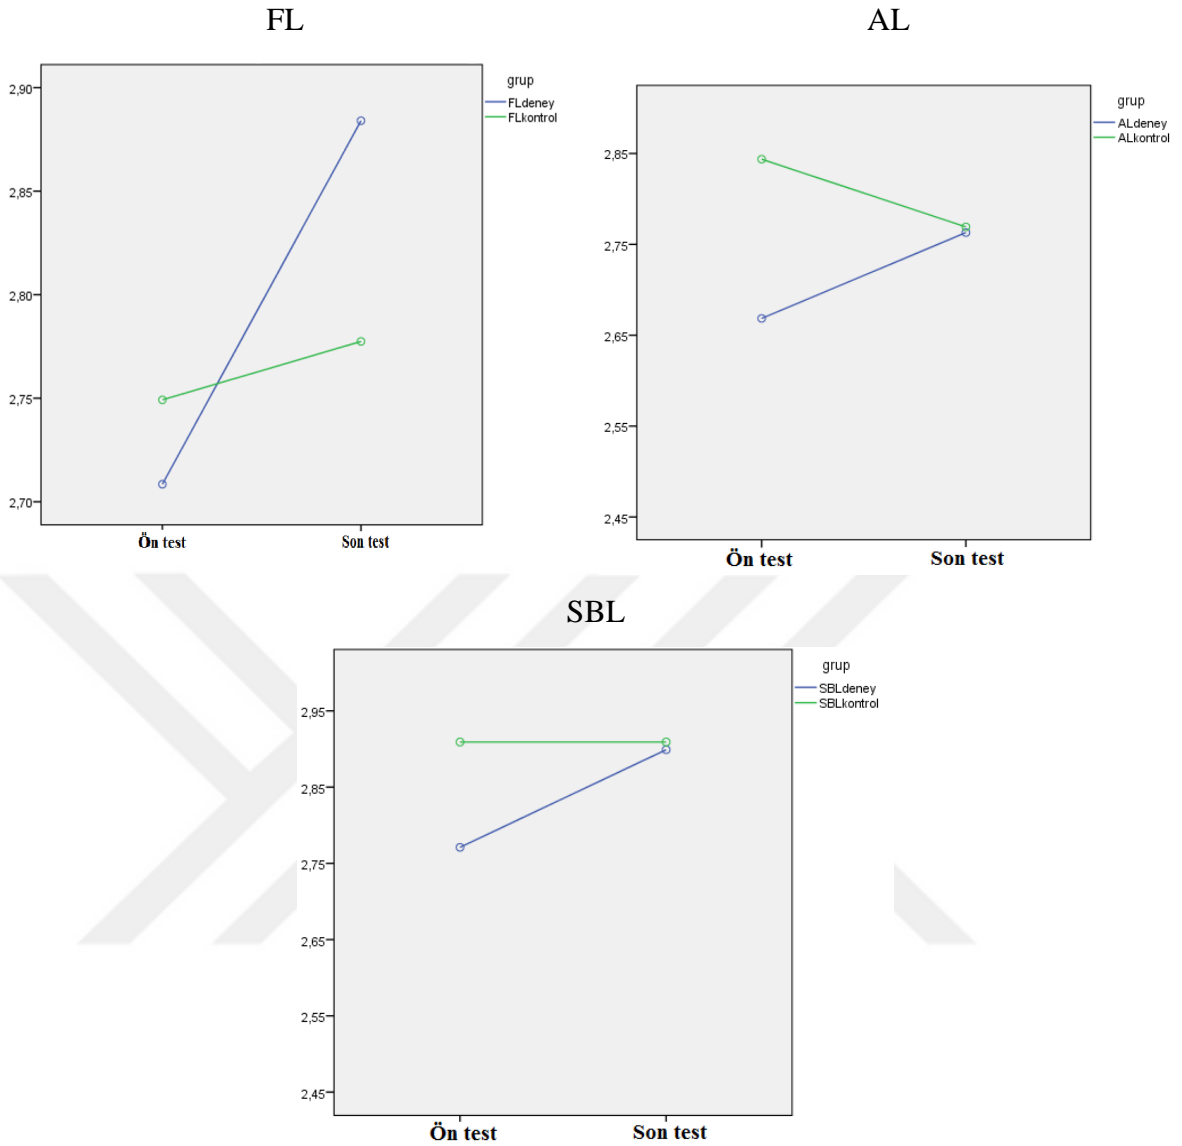 FL
grup
FLdeney
FLkontrol
2,90
2,85
2,80
2,75
2,70
Ön test Son test
AL
grup
ALdeney
ALkontrol
2,85
2,75
2,65
2,55
2,45
Ön test Son test
SBL
grup
SBLdeney
SBLkontrol
2,95
2,85
2,75
2,65
2,55
2,45
Ön test Son test